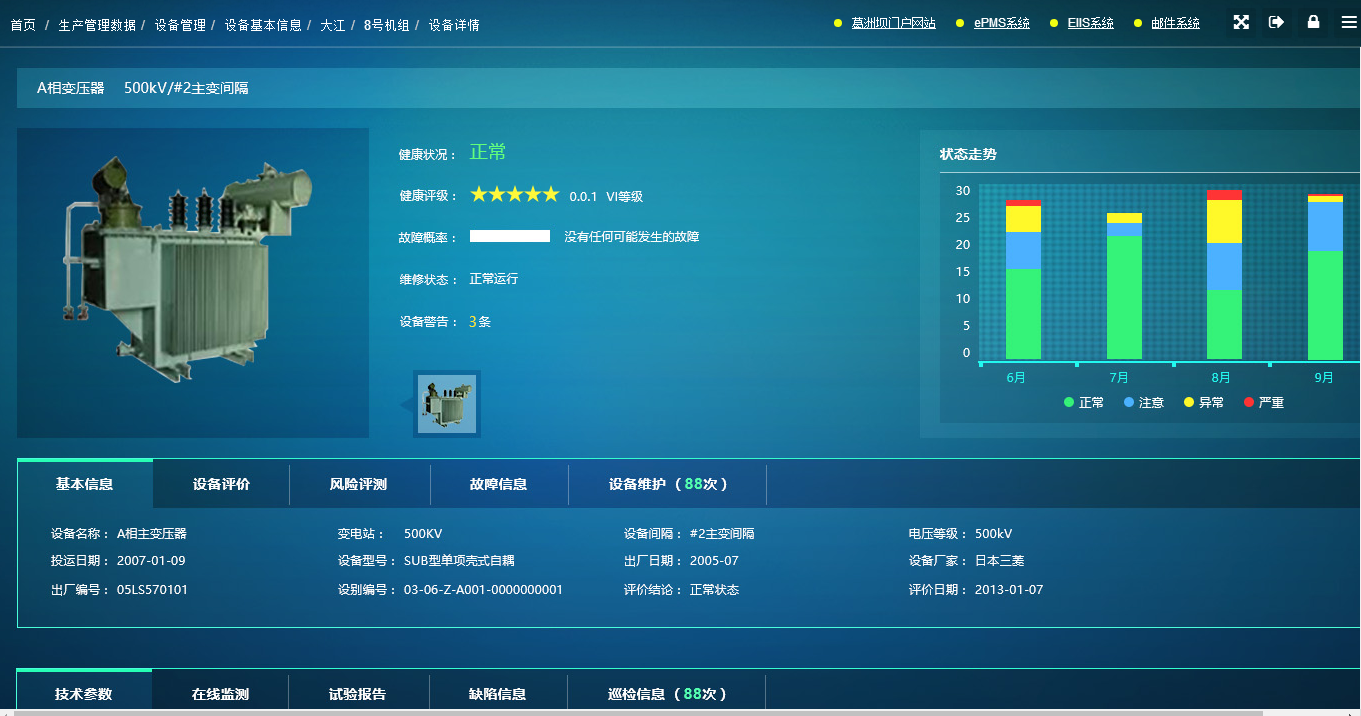 首页 / 生产管理数据 / 设备管理 / 设备基本信息 / 大江 / 8号机组 / 设备详情
葛洲坝门户网站 ePMS系统 EIIS系统 邮件系统
A相变压器 500kV/#2主变间隔
健康状况： 正常
健康评级： ★★★★★ 0.0.1 VI等级
故障概率： 没有任何可能发生的故障
维修状态： 正常运行
设备警告： 3条
状态走势
30
25
20
15
10
5
0
6月 7月 8月 9月
正常 注意 异常 严重
基本信息 设备评价 风险评测 故障信息 设备维护（88次）
设备名称： A相主变压器 变电站： 500KV 设备间隔： #2主变间隔 电压等级： 500kV
投运日期： 2007-01-09 设备型号： SUB型单项壳式自耦 出厂日期： 2005-07 设备厂家： 日本三菱
出厂编号： 05LS570101 设别编号： 03-06-Z-A001-0000000001 评价结论： 正常状态 评价日期： 2013-01-07
技术参数 在线监测 试验报告 缺陷信息 巡检信息（88次）